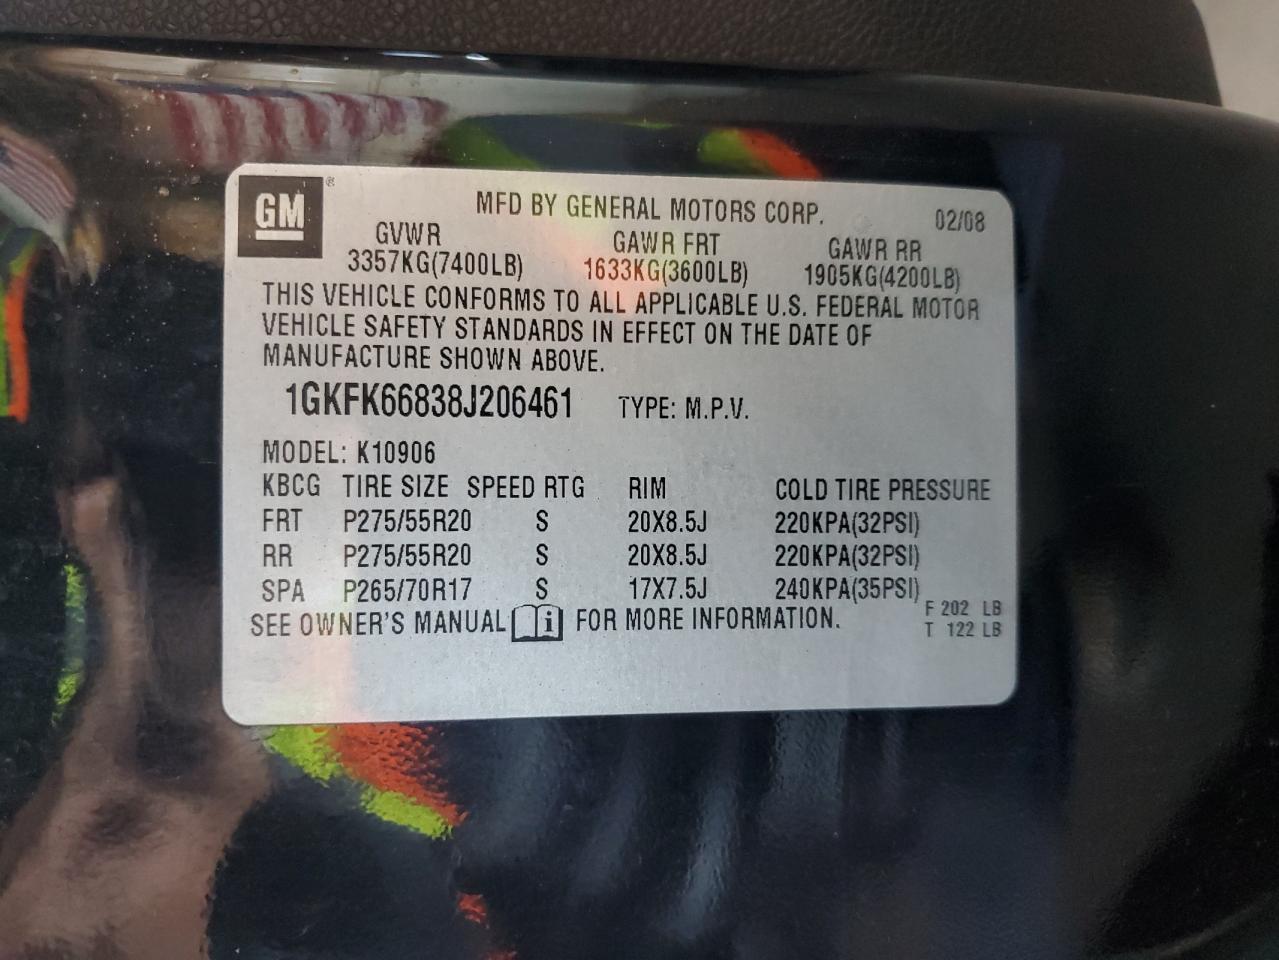 GM ®
MFD BY GENERAL MOTORS CORP. 02/08
GVWR GAWR FRT GAWR RR
3357KG(7400LB) 1633KG(3600LB) 1905KG(4200LB)
THIS VEHICLE CONFORMS TO ALL APPLICABLE U.S. FEDERAL MOTOR
VEHICLE SAFETY STANDARDS IN EFFECT ON THE DATE OF
MANUFACTURE SHOWN ABOVE.
1GKFK66838J206461 TYPE: M.P.V.
MODEL: K10906
KBCG TIRE SIZE SPEED RTG RIM COLD TIRE PRESSURE
FRT P275/55R20 S 20X8.5J 220KPA(32PSI)
RR P275/55R20 S 20X8.5J 220KPA(32PSI)
SPA P265/70R17 S 17X7.5J 240KPA(35PSI)
SEE OWNER'S MANUAL i FOR MORE INFORMATION.
F 202 LB
T 122 LB